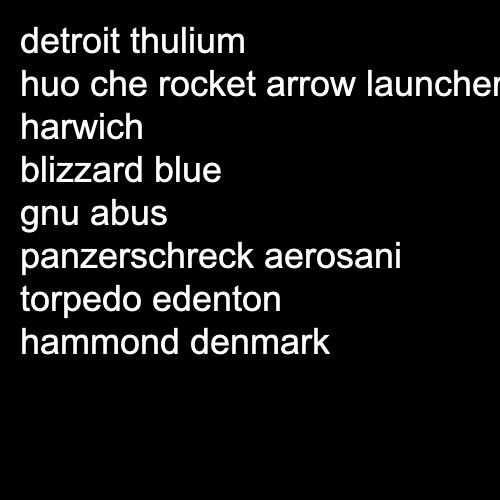 detroit thulium
huo che rocket arrow launcher
harwich
blizzard blue
gnu abus
panzerschreck aerosani
torpedo edenton
hammond denmark